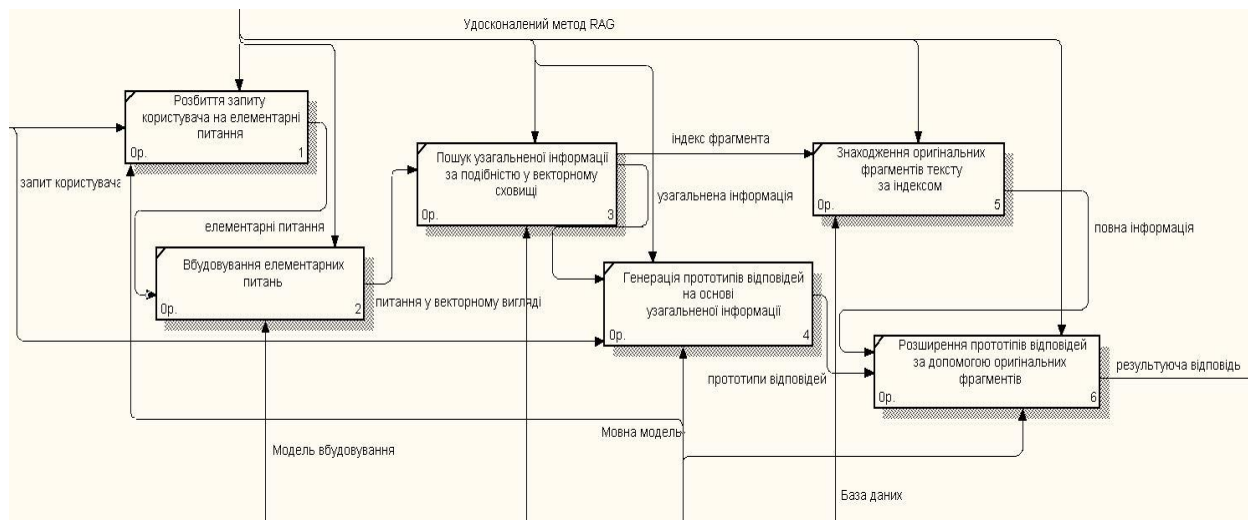 Удосконалений метод RAG
Розбиття запиту
користувача на елементарні
питання
0р.
1
запит користувача
елементарні питання
Вбудовування елементарних
питань
0р.
2
питання у векторному вигляді
Пошук узагальненої інформації
за подібністю у векторному
сховищі
0р.
3
індекс фрагмента
узагальнена інформація
Генерація прототипів відповідей
на основі
узагальненої інформації
0р.
4
прототипи відповідей
Знаходження оригінальних
фрагментів тексту
за індексом
0р.
5
повна інформація
Розширення прототіпів відповідей
за допомогою оригінальних
фрагментів
0р.
6
результуюча відповідь
Модель вбудовування
Мовна модель
База даних